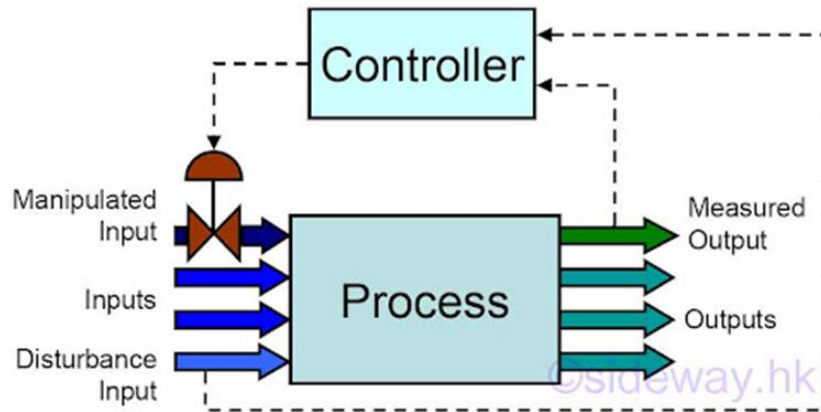 Controller
Manipulated
Input
Measured
Output
Inputs
Process
Outputs
Disturbance
Input
©sideway.hk